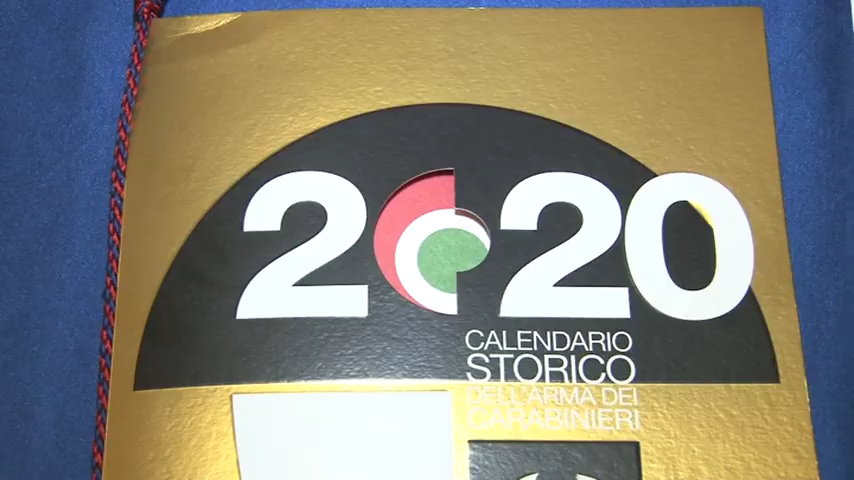 2020
CALENDARIO
STORICO
DELL'ARMA DEI
CARABINIERI